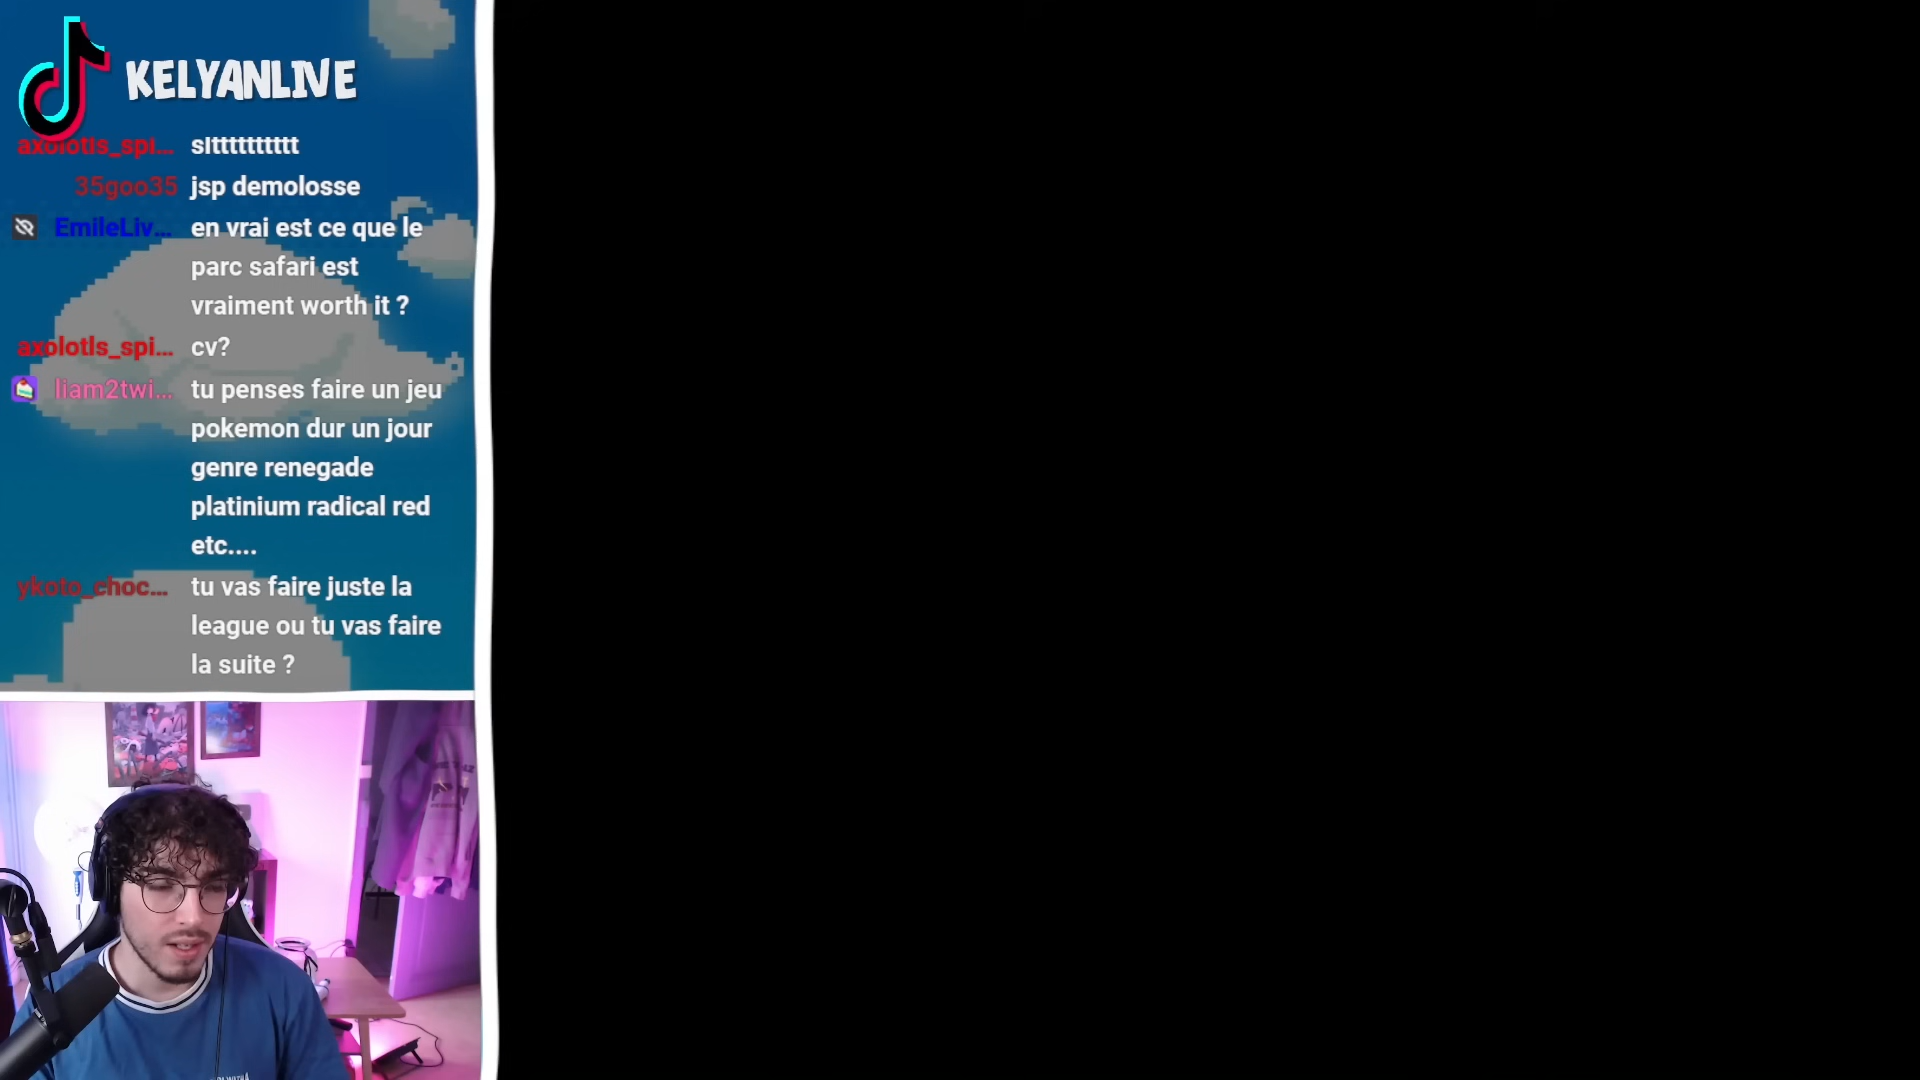 KELYANLIVE
axolotls_spi... sltttttttttt
35goo35 jsp demolosse
EmileLiv... en vrai est ce que le
parc safari est
vraiment worth it ?
axolotls_spi... cv?
liam2twi... tu penses faire un jeu
pokemon dur un jour
genre renegade
platinium radical red
etc....
ykoto_choc... tu vas faire juste la
league ou tu vas faire
la suite ?